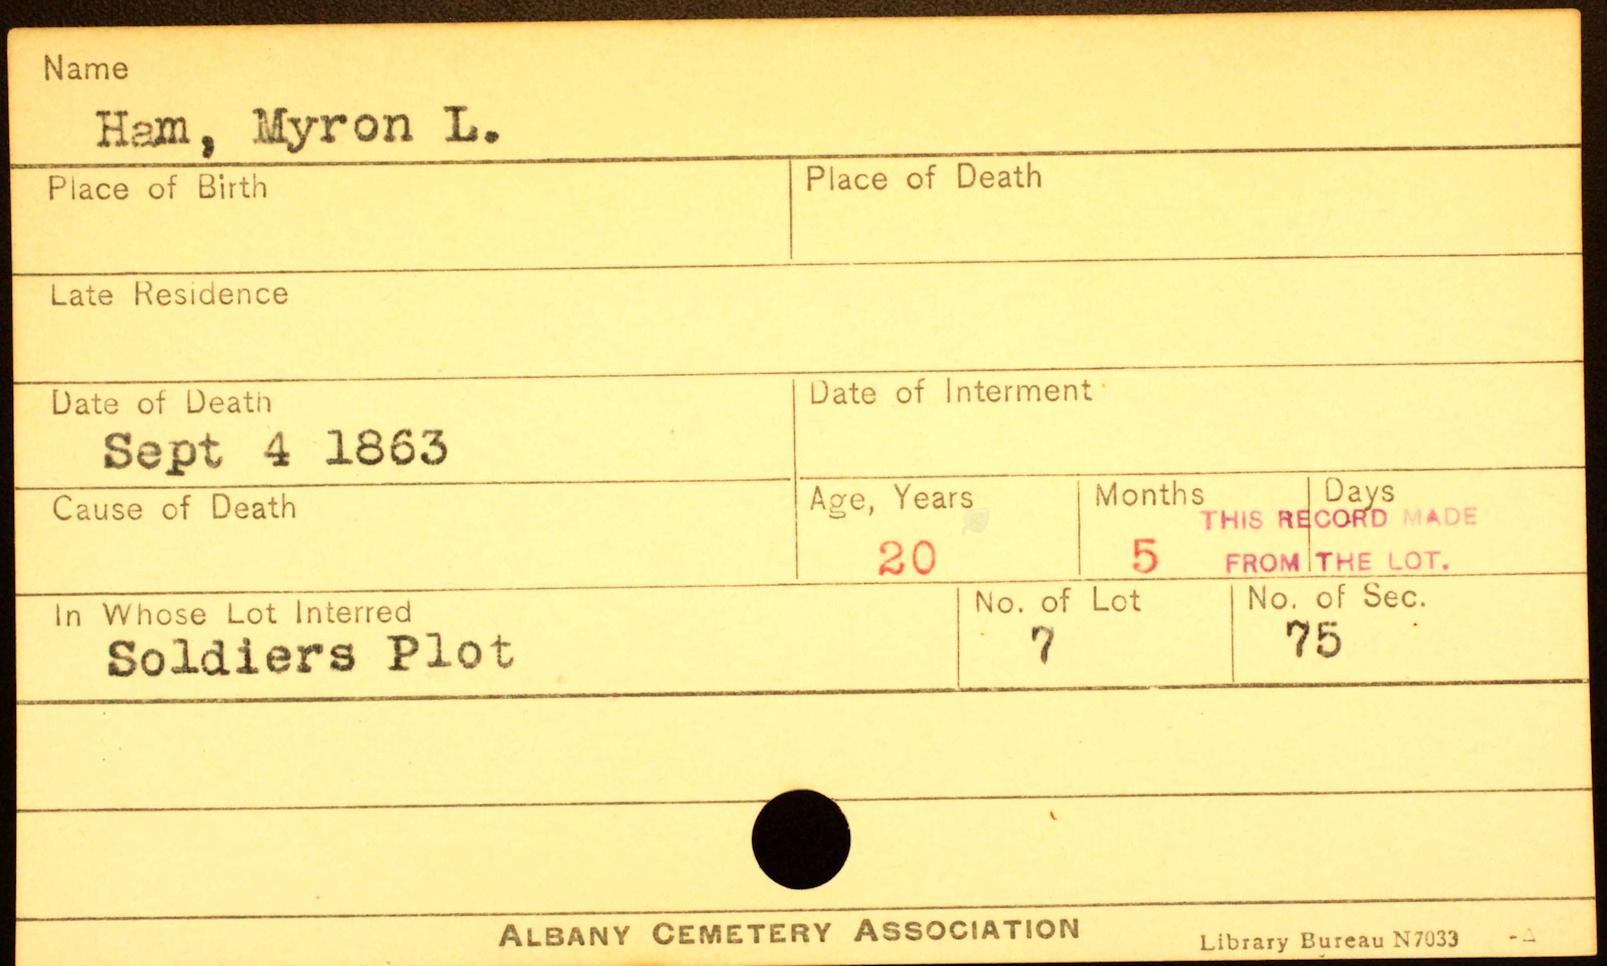 Name
Ham, Myron L.
Place of Birth
Place of Death
Late Residence
Date of Death
Date of Interment
Sept 4 1863
Cause of Death
Age, Years
Months
Days
THIS RECORD MADE
20
5
FROM THE LOT.
In Whose Lot Interred
No. of Lot
No. of Sec.
Soldiers Plot
7
75
ALBANY CEMETERY ASSOCIATION
Library Bureau N7033